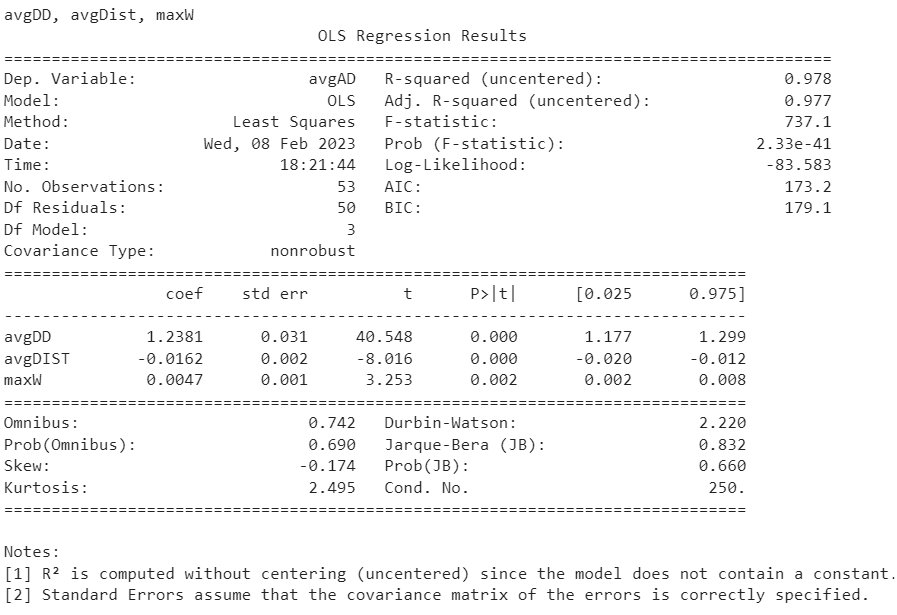 avgDD, avgDist, maxW
OLS Regression Results
==============================================================================
Dep. Variable: avgAD R-squared (uncentered): 0.978
Model: OLS Adj. R-squared (uncentered): 0.977
Method: Least Squares F-statistic: 737.1
Date: Wed, 08 Feb 2023 Prob (F-statistic): 2.33e-41
Time: 18:21:44 Log-Likelihood: -83.583
No. Observations: 53 AIC: 173.2
Df Residuals: 50 BIC: 179.1
Df Model: 3
Covariance Type: nonrobust
==============================================================================
coef std err t P>|t| [0.025 0.975]
------------------------------------------------------------------------------
avgDD 1.2381 0.031 40.548 0.000 1.177 1.299
avgDIST -0.0162 0.002 -8.016 0.000 -0.020 -0.012
maxW 0.0047 0.001 3.253 0.002 0.002 0.008
==============================================================================
Omnibus: 0.742 Durbin-Watson: 2.220
Prob(Omnibus): 0.690 Jarque-Bera (JB): 0.832
Skew: -0.174 Prob(JB): 0.660
Kurtosis: 2.495 Cond. No. 250.
==============================================================================
Notes:
[1] R² is computed without centering (uncentered) since the model does not contain a constant.
[2] Standard Errors assume that the covariance matrix of the errors is correctly specified.